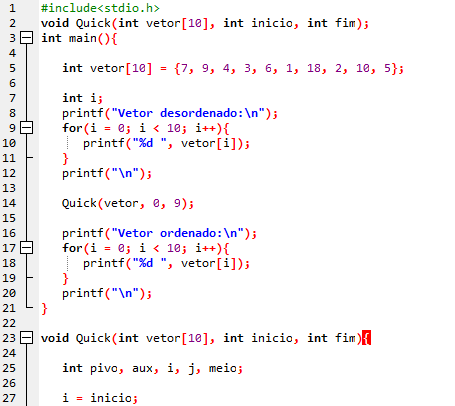 1 #include<stdio.h>
2 void Quick(int vetor[10], int inicio, int fim);
3 int main(){
4
5 int vetor[10] = {7, 9, 4, 3, 6, 1, 18, 2, 10, 5};
6
7 int i;
8 printf("Vetor desordenado:\n");
9 for(i = 0; i < 10; i++){
10 printf("%d ", vetor[i]);
11 }
12 printf("\n");
13
14 Quick(vetor, 0, 9);
15
16 printf("Vetor ordenado:\n");
17 for(i = 0; i < 10; i++){
18 printf("%d ", vetor[i]);
19 }
20 printf("\n");
21 }
22
23 void Quick(int vetor[10], int inicio, int fim){
24
25 int pivo, aux, i, j, meio;
26
27 i = inicio;